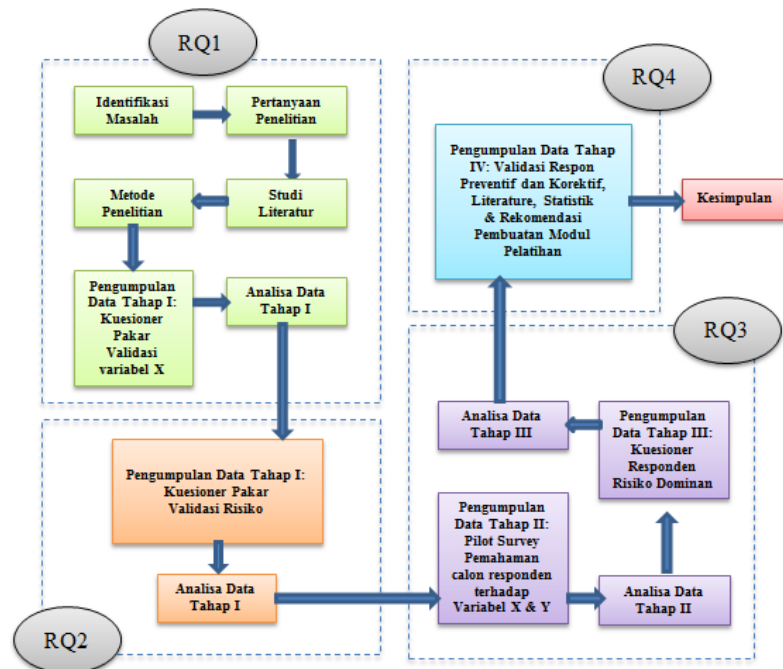 RQ1
Identifikasi
Masalah
Pertanyaan
Penelitian
Metode
Penelitian
Studi
Literatur
Pengumpulan
Data Tahap I:
Kuesioner
Pakar
Validasi
variabel X
Analisa Data
Tahap I
Pengumpulan Data Tahap I:
Kuesioner Pakar
Validasi Risiko
Analisa Data
Tahap I
RQ2
RQ4
Pengumpulan Data Tahap
IV: Validasi Respon
Preventif dan Korektif,
Literature, Statistik
& Rekomendasi
Pembuatan Modul
Pelatihan
Kesimpulan
RQ3
Analisa Data
Tahap III
Pengumpulan
Data Tahap III:
Kuesioner
Responden
Risiko Dominan
Pengumpulan
Data Tahap II:
Pilot Survey
Pemahaman
calon responden
terhadap
Variabel X & Y
Analisa Data
Tahap II